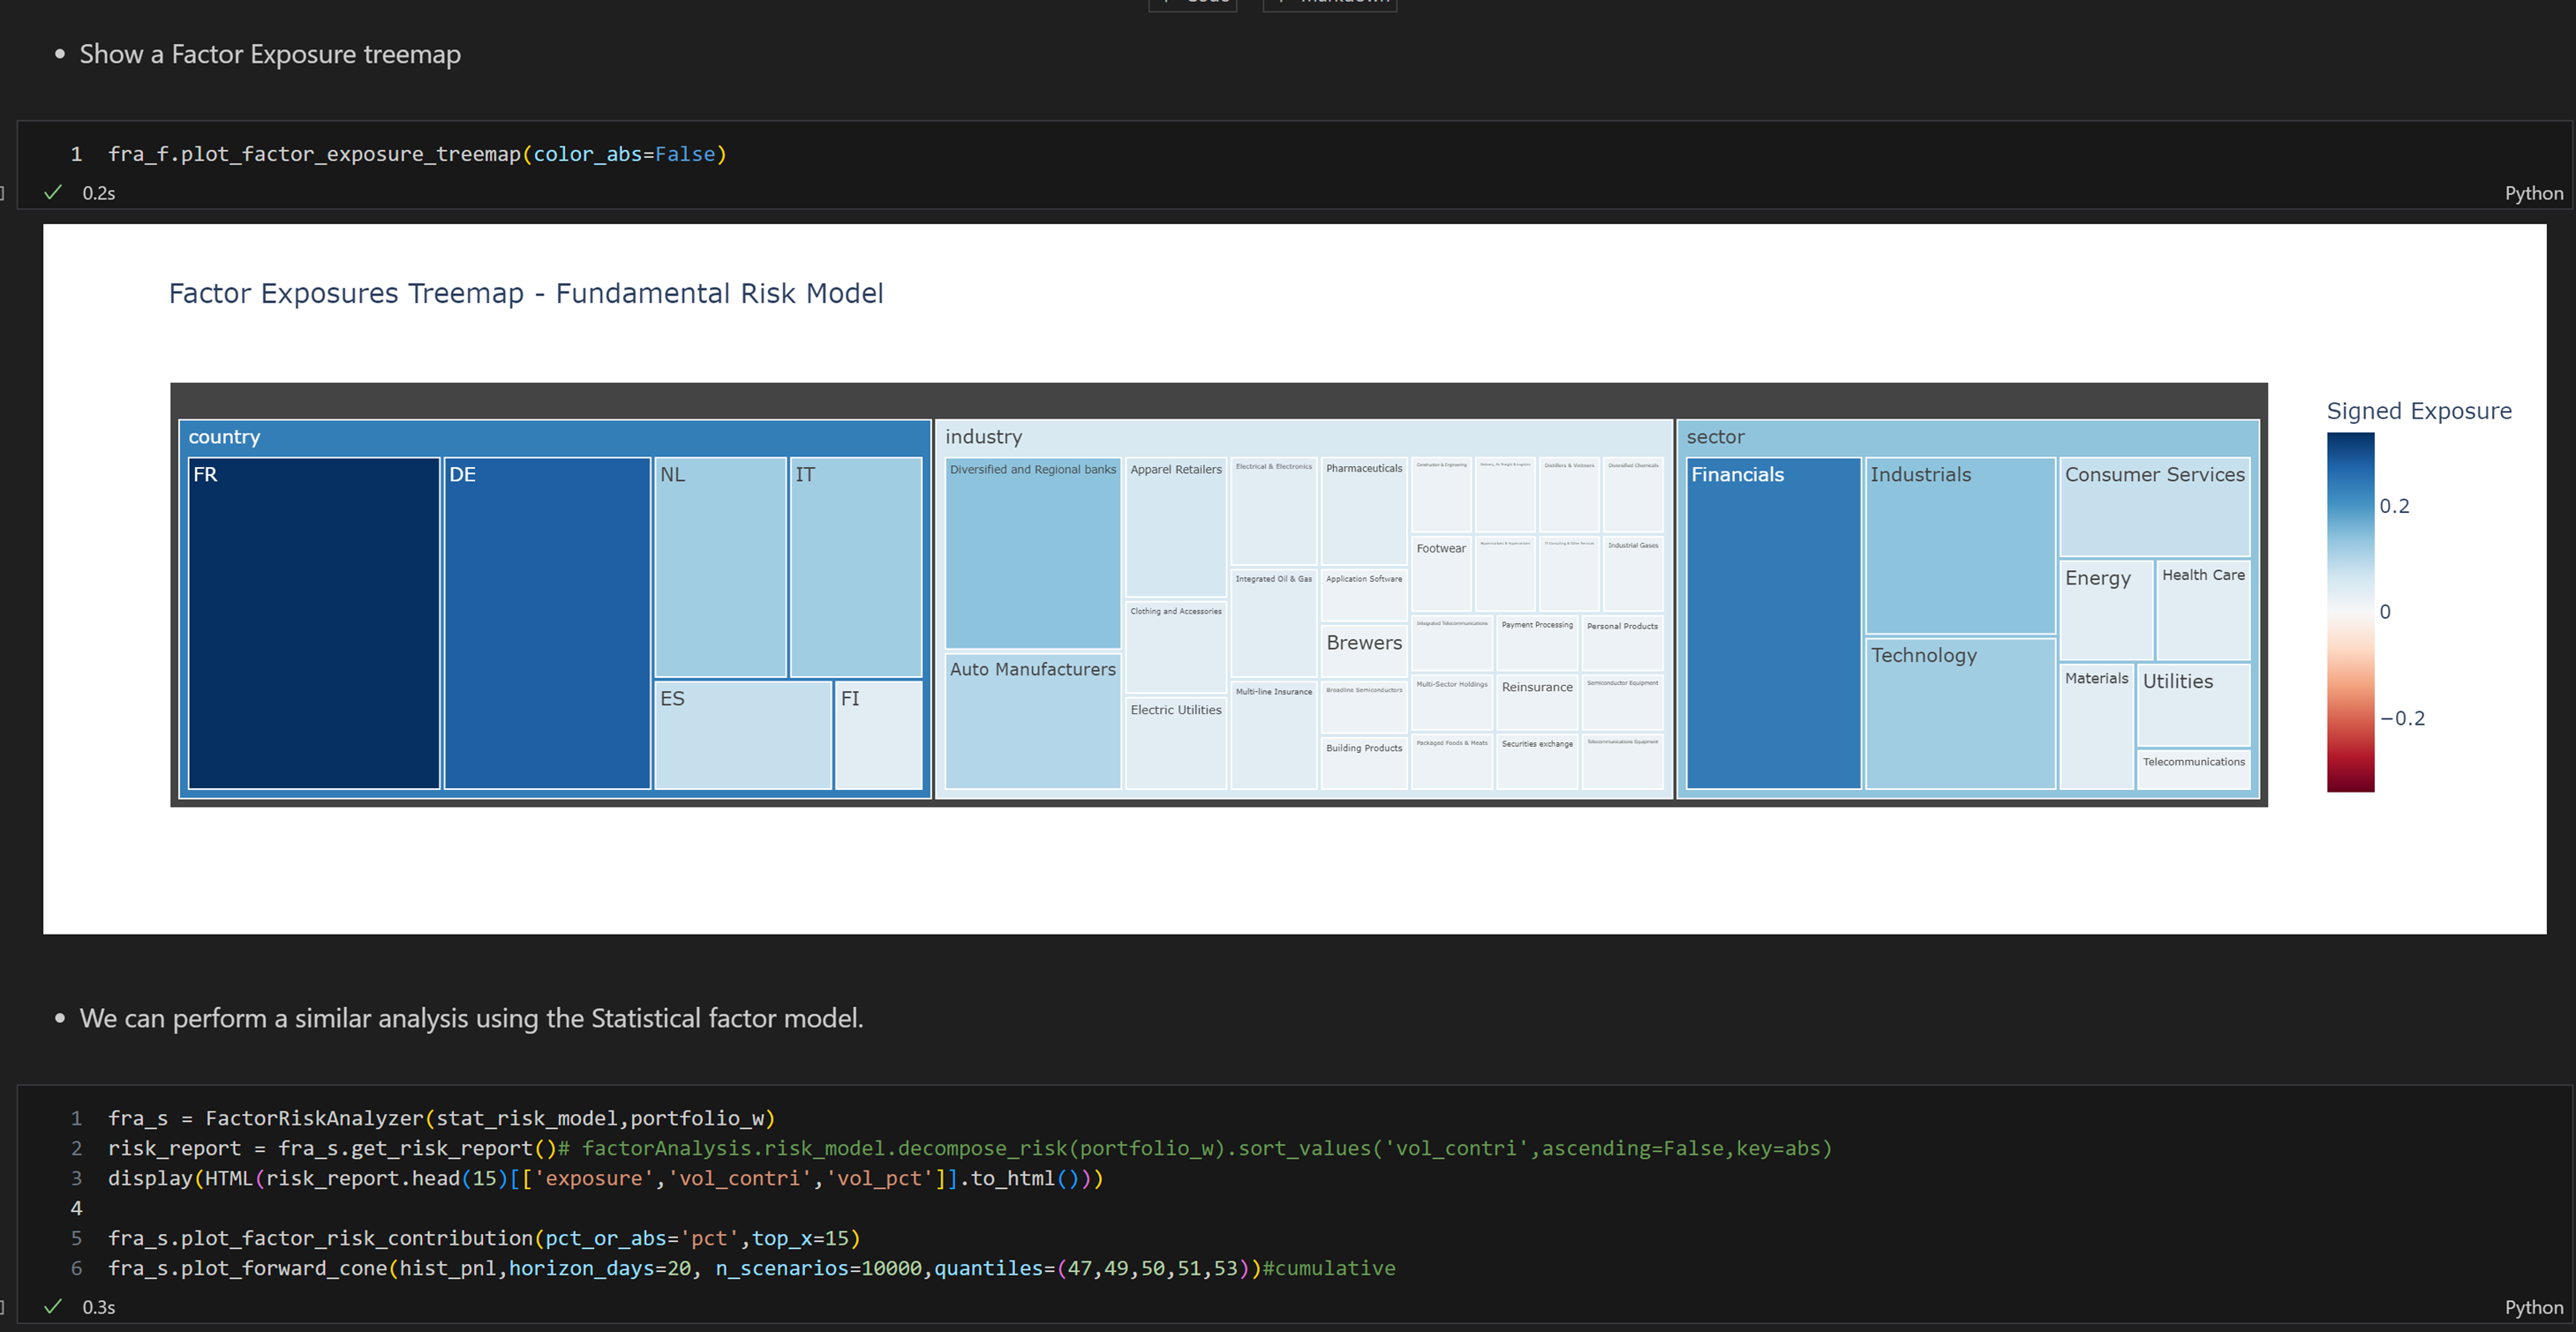 Show a Factor Exposure treemap
1 fra_f.plot_factor_exposure_treemap(color_abs=False)
0.2s
Python
Factor Exposures Treemap - Fundamental Risk Model
country
FR
DE
NL
IT
ES
FI
industry
Diversified and Regional banks
Auto Manufacturers
Apparel Retailers
Clothing and Accessories
Electric Utilities
Electrical & Electronics
Integrated Oil & Gas
Multi-line Insurance
Pharmaceuticals
Application Software
Brewers
Broadline Semiconductors
Building Products
Construction & Engineering
Distillers & Vintners
Diversified Chemicals
Footwear
Industrial Gases
Integrated Telecommunications
Payment Processing
Personal Products
Multi-Sector Holdings
Reinsurance
Semiconductor Equipment
Packaged Foods & Meats
Securities exchange
Telecommunications Equipment
sector
Financials
Industrials
Technology
Consumer Services
Energy
Health Care
Materials
Utilities
Telecommunications
Signed Exposure
0.2
0
−0.2
We can perform a similar analysis using the Statistical factor model.
1 fra_s = FactorRiskAnalyzer(stat_risk_model,portfolio_w)
2 risk_report = fra_s.get_risk_report()# factorAnalysis.risk_model.decompose_risk(portfolio_w).sort_values('vol_contri',ascending=False,key=abs)
3 display(HTML(risk_report.head(15)[['exposure','vol_contri','vol_pct']].to_html()))
4
5 fra_s.plot_factor_risk_contribution(pct_or_abs='pct',top_x=15)
6 fra_s.plot_forward_cone(hist_pnl,horizon_days=20, n_scenarios=10000,quantiles=(47,49,50,51,53))#cumulative
0.3s
Python